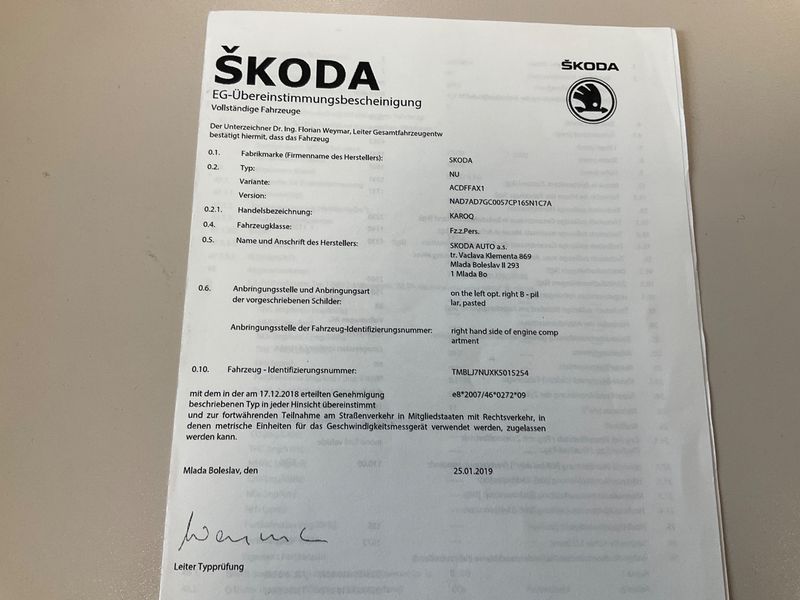 ŠKODA
ŠKODA
EG-Übereinstimmungsbescheinigung
Vollständige Fahrzeuge
Der Unterzeichner Dr. Ing. Florian Weymar, Leiter Gesamtfahrzeugentw
bestätigt hiermit, dass das Fahrzeug
0.1. Fabrikmarke (Firmenname des Herstellers): SKODA
0.2. Typ: NU
Variante: ACDFFAX1
Version: NAD7AD7GC0057CP165N1C7A
0.2.1. Handelsbezeichnung: KAROQ
0.4. Fahrzeugklasse: Fz.z.Pers.
0.5. Name und Anschrift des Herstellers: SKODA AUTO a.s.
tr. Vaclava Klementa 869
Mlada Boleslav II 293
1 Mlada Bo
0.6. Anbringungsstelle und Anbringungsart on the left opt. right B - pil
der vorgeschriebenen Schilder: lar, pasted
Anbringungsstelle der Fahrzeug-Identifizierungsnummer: right hand side of engine comp
artment
0.10. Fahrzeug - Identifizierungsnummer: TMBLJ7NUXK5015254
mit dem in der am 17.12.2018 erteilten Genehmigung e8*2007/46*0272*09
beschriebenen Typ in jeder Hinsicht übereinstimmt
und zur fortwährenden Teilnahme am Straßenverkehr in Mitgliedstaaten mit Rechtsverkehr, in
denen metrische Einheiten für das Geschwindigkeitsmessgerät verwendet werden, zugelassen
werden kann.
Mlada Boleslav, den 25.01.2019
Leiter Typprüfung